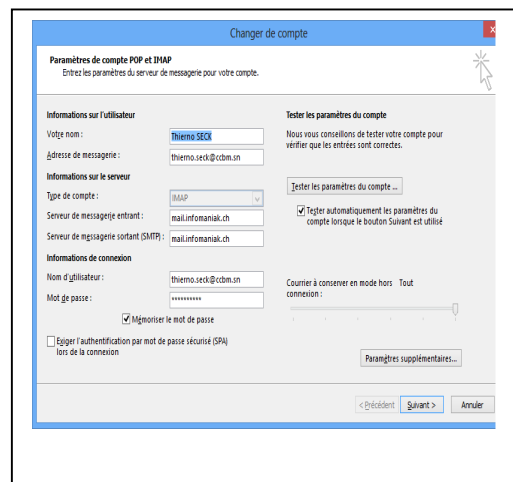 Changer de compte
x
Paramètres de compte POP et IMAP
Entrez les paramètres du serveur de messagerie pour votre compte.
Informations sur l'utilisateur
Votre nom :
Thierno SECK
Adresse de messagerie :
thierno.seck@ccbm.sn
Informations sur le serveur
Type de compte :
IMAP
Serveur de messagerie entrant :
mail.infomaniak.ch
Serveur de messagerie sortant (SMTP) :
mail.infomaniak.ch
Informations de connexion
Nom d'utilisateur :
thierno.seck@ccbm.sn
Mot de passe :
**********
Mémoriser le mot de passe
Exiger l'authentification par mot de passe sécurisé (SPA)
lors de la connexion
Tester les paramètres du compte
Nous vous conseillons de tester votre compte pour
vérifier que les entrées sont correctes.
Tester les paramètres du compte ...
Tester automatiquement les paramètres du
compte lorsque le bouton Suivant est utilisé
Courrier à conserver en mode hors Tout
connexion :
Paramètres supplémentaires...
< Précédent
Suivant >
Annuler